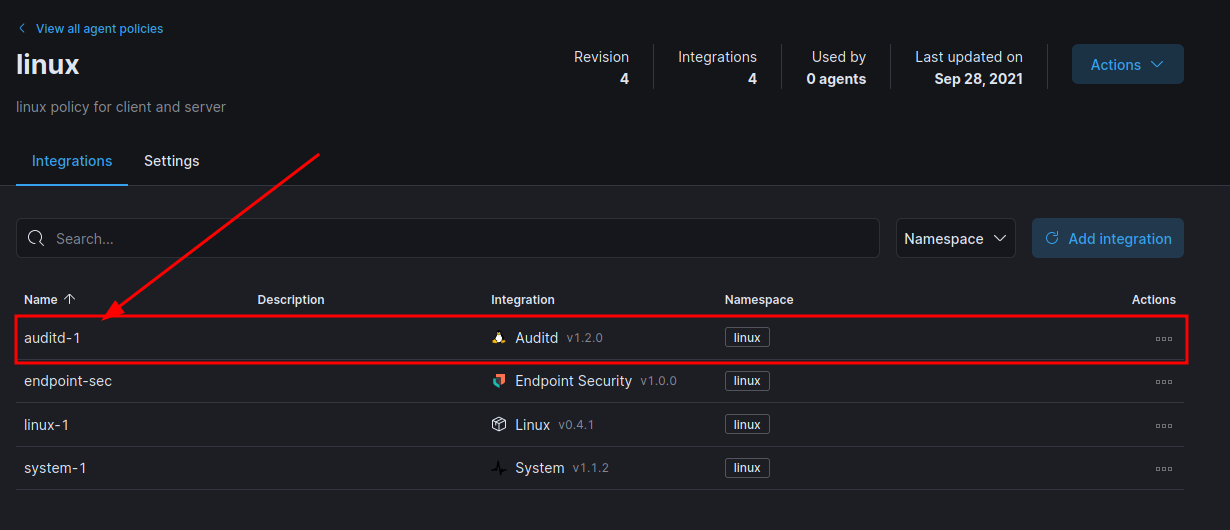 View all agent policies
linux
linux policy for client and server
Revision Integrations Used by Last updated on
4 4 0 agents Sep 28, 2021
Actions
Integrations Settings
Search... Namespace Add integration
Name Description Integration Namespace Actions
auditd-1 Auditd v1.2.0 linux
endpoint-sec Endpoint Security v1.0.0 linux
linux-1 Linux v0.4.1 linux
system-1 System v1.1.2 linux